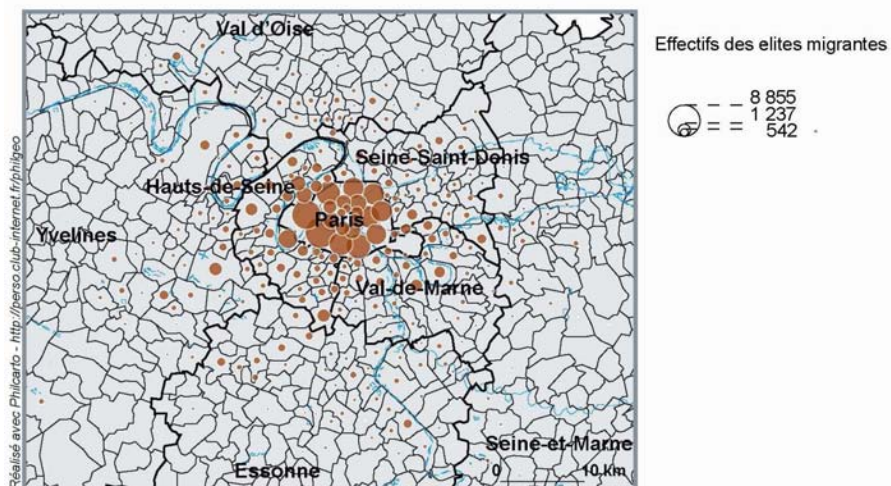 Val d'Oise
Effectifs des elites migrantes
8 855
1 237
542
Seine-Saint-Denis
Hauts-de-Seine
Paris
Yvelines
Val-de-Marne
Seine-et-Marne
Essonne
0 10 km
Réalisé avec Philcarto - http://perso.club-internet.fr/philgeo